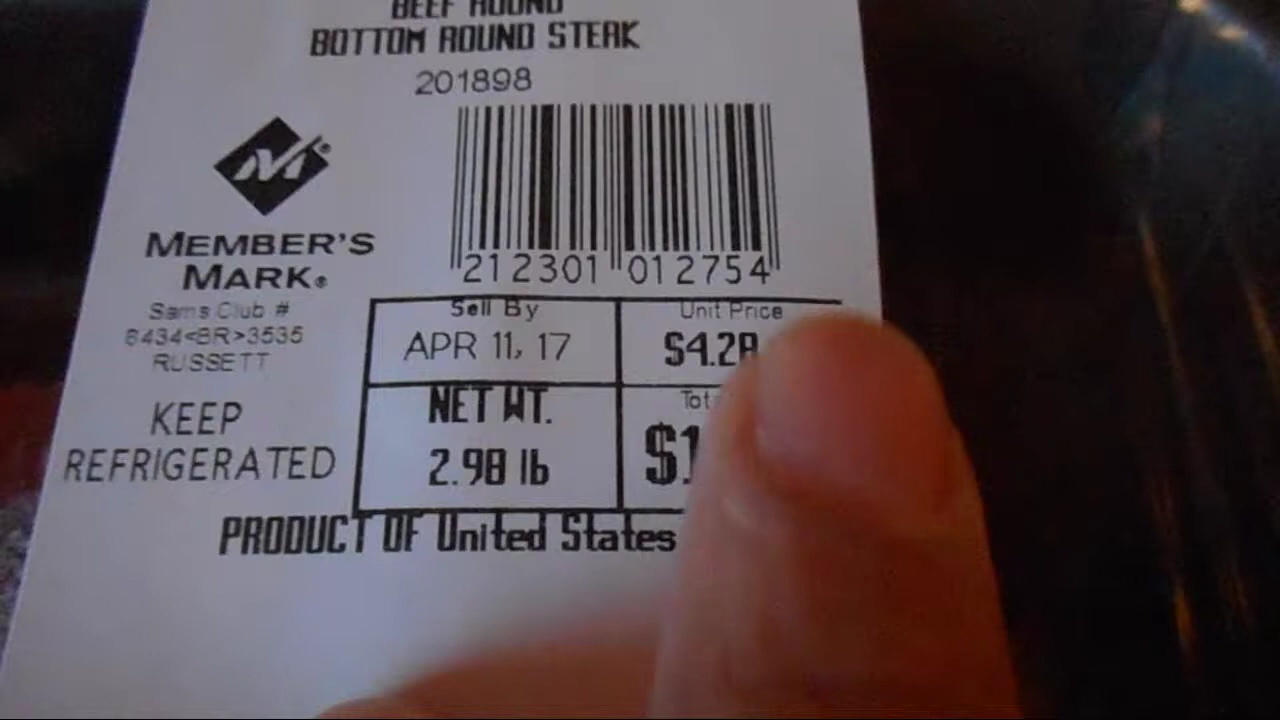 BEEF ROUND
BOTTOM ROUND STEAK
201898
212301 012754
MEMBER'S
MARK®
Sams Club #
6434<BR>3535
RUSSETT
KEEP
REFRIGERATED
Sell By
APR 11, 17
Unit Price
$4.28
NET WT.
2.98 lb
Tot
$1
PRODUCT OF United States